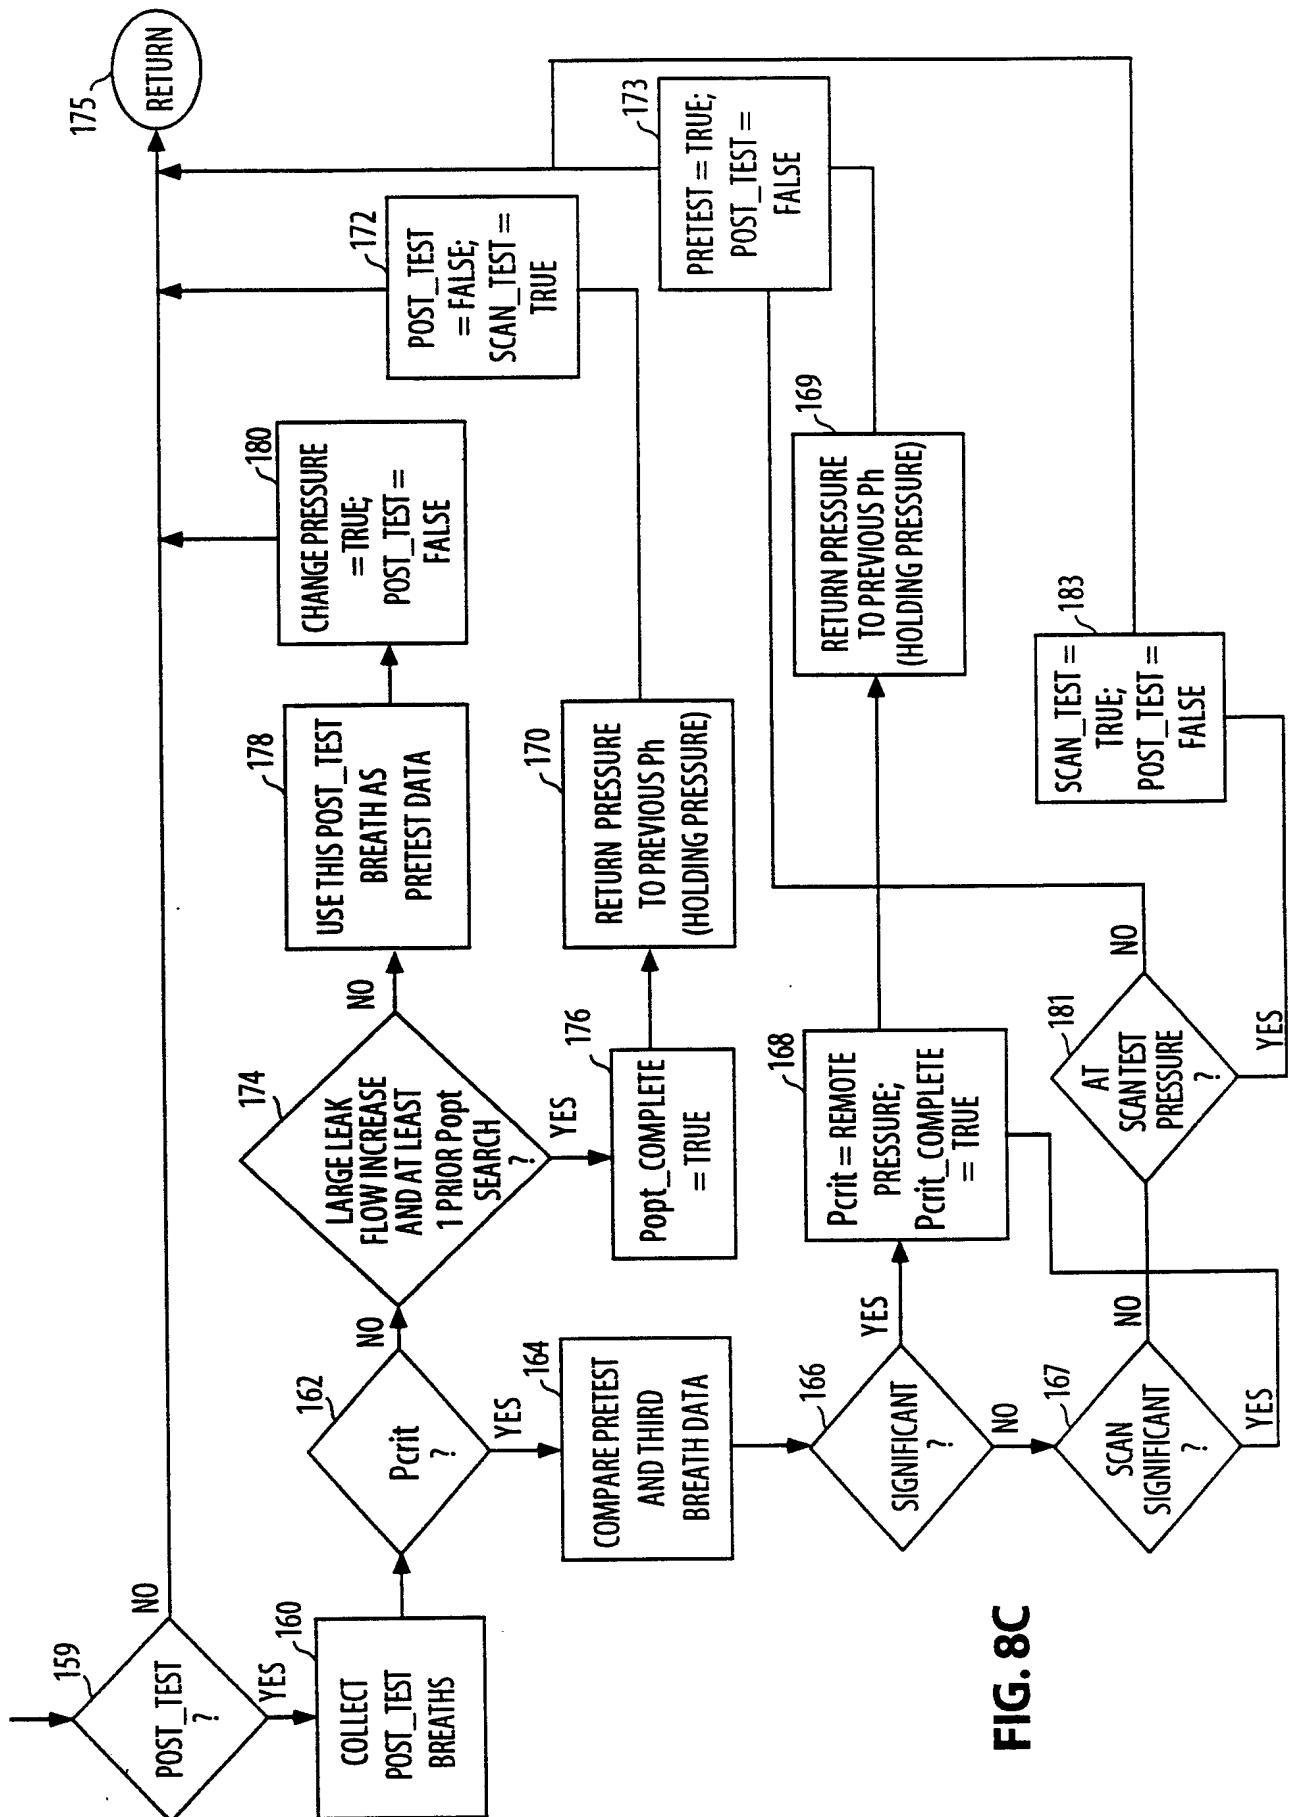 159
POST_TEST
?
NO
YES
160
COLLECT
POST_TEST
BREATHS
162
Pcrit
?
NO
YES
174
LARGE LEAK
FLOW INCREASE
AND AT LEAST
1 PRIOR Popt
SEARCH
?
NO
YES
178
USE THIS POST_TEST
BREATH AS
PRETEST DATA
180
CHANGE PRESSURE
= TRUE;
POST_TEST =
FALSE
175
RETURN
176
Popt_COMPLETE
= TRUE
170
RETURN PRESSURE
TO PREVIOUS Ph
(HOLDING PRESSURE)
172
POST_TEST
= FALSE;
SCAN_TEST =
TRUE
164
COMPARE PRETEST
AND THIRD
BREATH DATA
166
SIGNIFICANT
?
YES
NO
168
Pcrit = REMOTE
PRESSURE;
Pcrit_COMPLETE
= TRUE
169
RETURN PRESSURE
TO PREVIOUS Ph
(HOLDING PRESSURE)
173
PRETEST = TRUE;
POST_TEST =
FALSE
167
SCAN
SIGNIFICANT
?
NO
YES
181
AT
SCANTEST
PRESSURE
?
NO
YES
183
SCAN_TEST =
TRUE;
POST_TEST =
FALSE
FIG. 8C